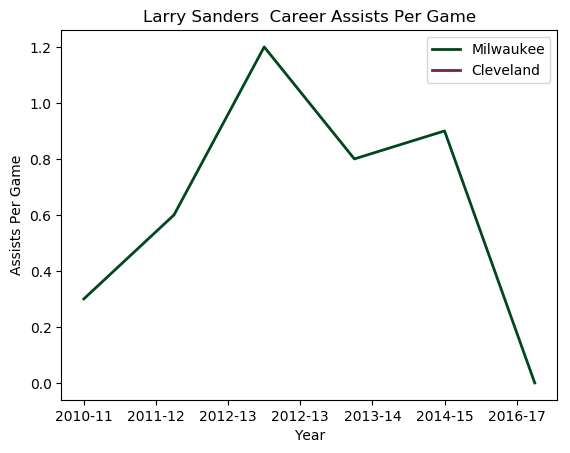 Larry Sanders  Career Assists Per Game
Milwaukee
Cleveland
Assists Per Game
1.2
1.0
0.8
0.6
0.4
0.2
0.0
2010-11 2011-12 2012-13 2012-13 2013-14 2014-15 2016-17
Year